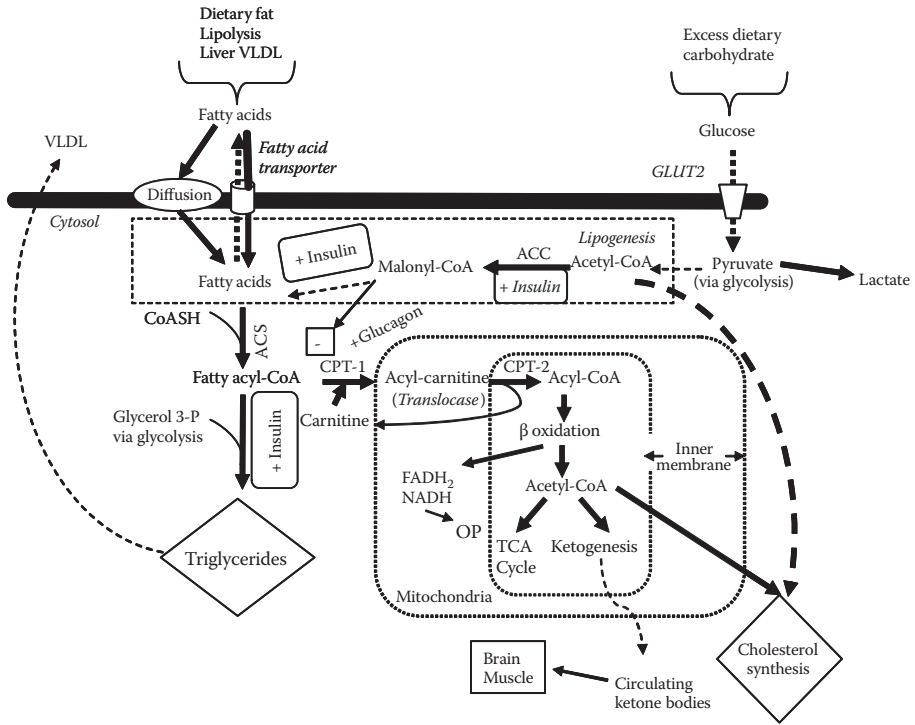 Dietary fat
Lipolysis
Liver VLDL
Excess dietary
carbohydrate
Fatty acids
Glucose
VLDL
Fatty acid
transporter
GLUT2
Diffusion
Cytosol
Lipogenesis
+ Insulin
Malonyl-CoA
ACC
Acetyl-CoA
+ Insulin
Pyruvate
(via glycolysis)
Lactate
Fatty acids
CoASH
ACS
-
+Glucagon
Fatty acyl-CoA
CPT-1
Carnitine
Acyl-carnitine
(Translocase)
CPT-2
Acyl-CoA
Glycerol 3-P
via glycolysis
+ Insulin
β oxidation
Inner
membrane
FADH2
NADH
OP
Acetyl-CoA
TCA
Cycle
Ketogenesis
Triglycerides
Mitochondria
Brain
Muscle
Circulating
ketone bodies
Cholesterol
synthesis